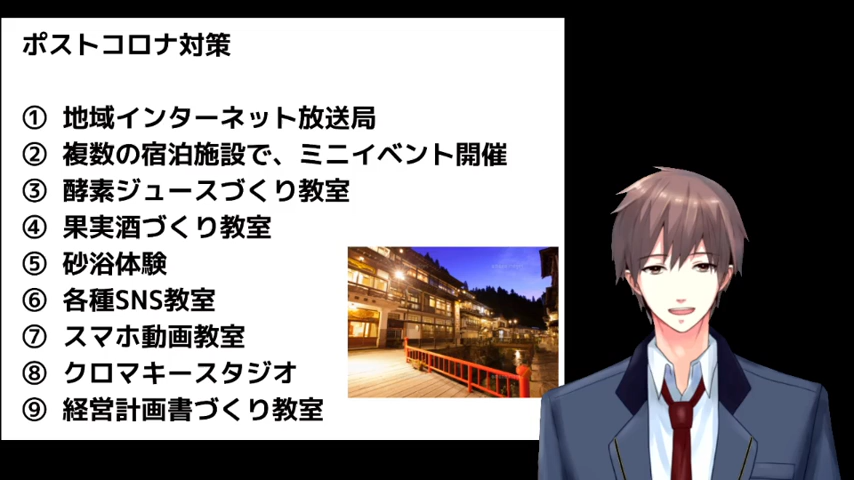 ポストコロナ対策
① 地域インターネット放送局
② 複数の宿泊施設で、ミニイベント開催
③ 酵素ジュースづくり教室
④ 果実酒づくり教室
⑤ 砂浴体験
⑥ 各種SNS教室
⑦ スマホ動画教室
⑧ クロマキースタジオ
⑨ 経営計画書づくり教室